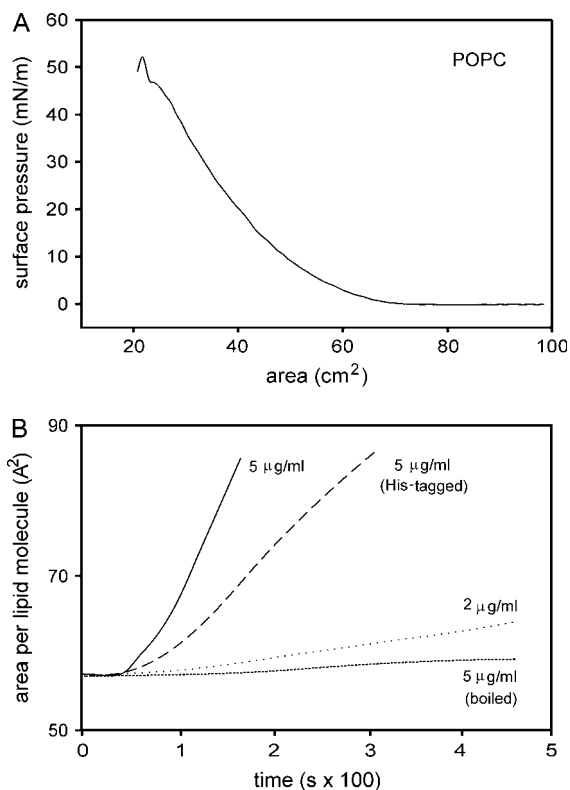 A
60
50
40
30
20
10
0
surface pressure (mN/m)
POPC
20
40
60
80
100
area (cm²)
B
90
70
50
area per lipid molecule (A²)
5 μg/ml
5 μg/ml
(His-tagged)
2 μg/ml
5 μg/ml
(boiled)
0
1
2
3
4
5
time (s x 100)